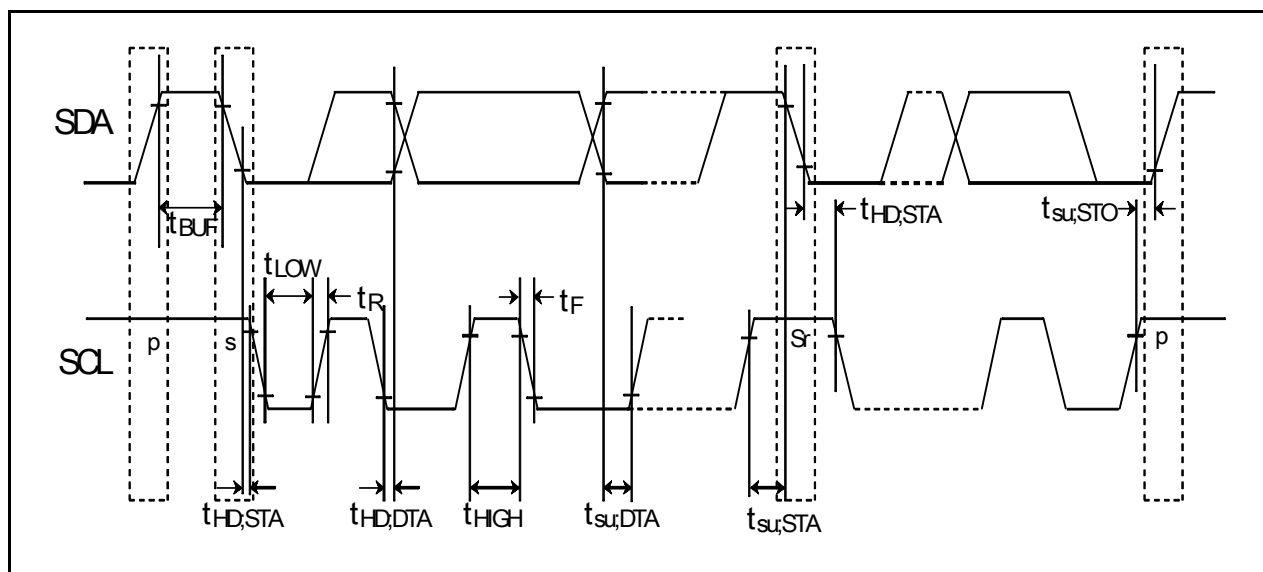 SDA
tBUF
tHD;STA
tsu;STO
tLOW
tR
tF
p
s
Sr
p
SCL
tHD;STA
tHD;DTA
tHIGH
tsu;DTA
tsu;STA